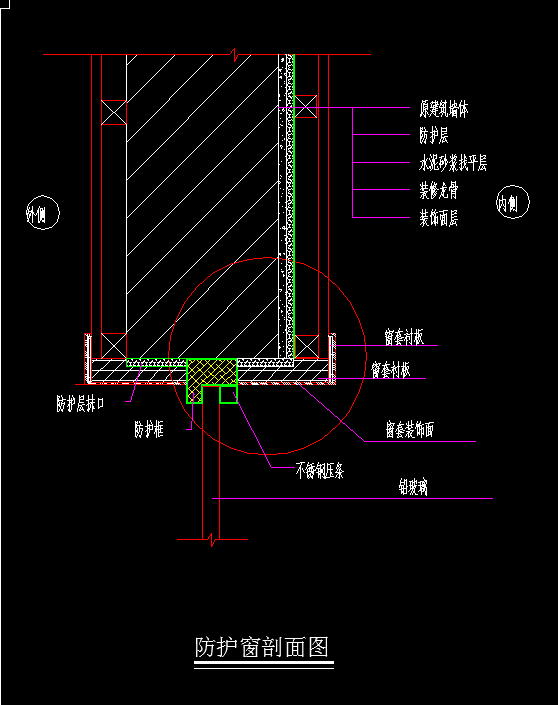 原建筑墙体
防护层
水泥砂浆找平层
装修龙骨
装饰面层
外侧
内侧
窗套衬板
窗套衬板
防护层抹口
防护框
窗套装饰面
不锈钢压条
铅玻璃
防护窗剖面图